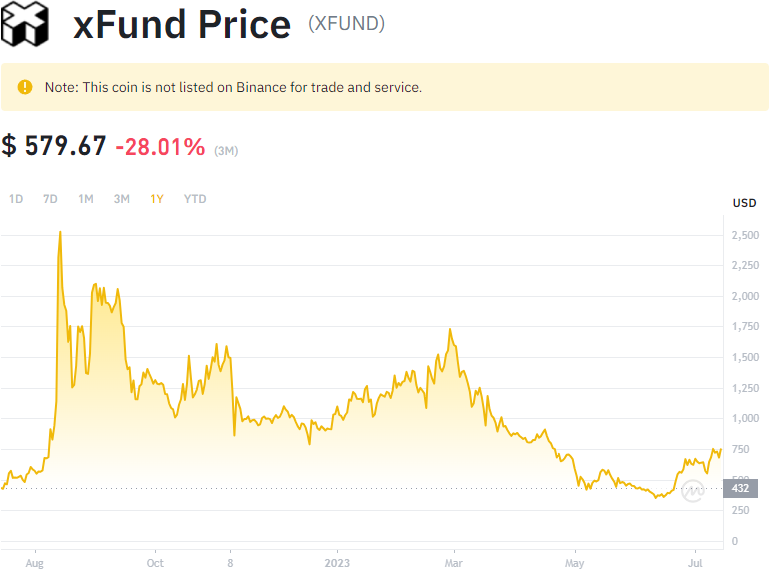 xFund Price (XFUND)
Note: This coin is not listed on Binance for trade and service.
$ 579.67 -28.01% (3M)
1D 7D 1M 3M 1Y YTD
USD
2,500
2,250
2,000
1,750
1,500
1,250
1,000
750
500
432
250
0
Aug Oct 8 2023 Mar May Jul